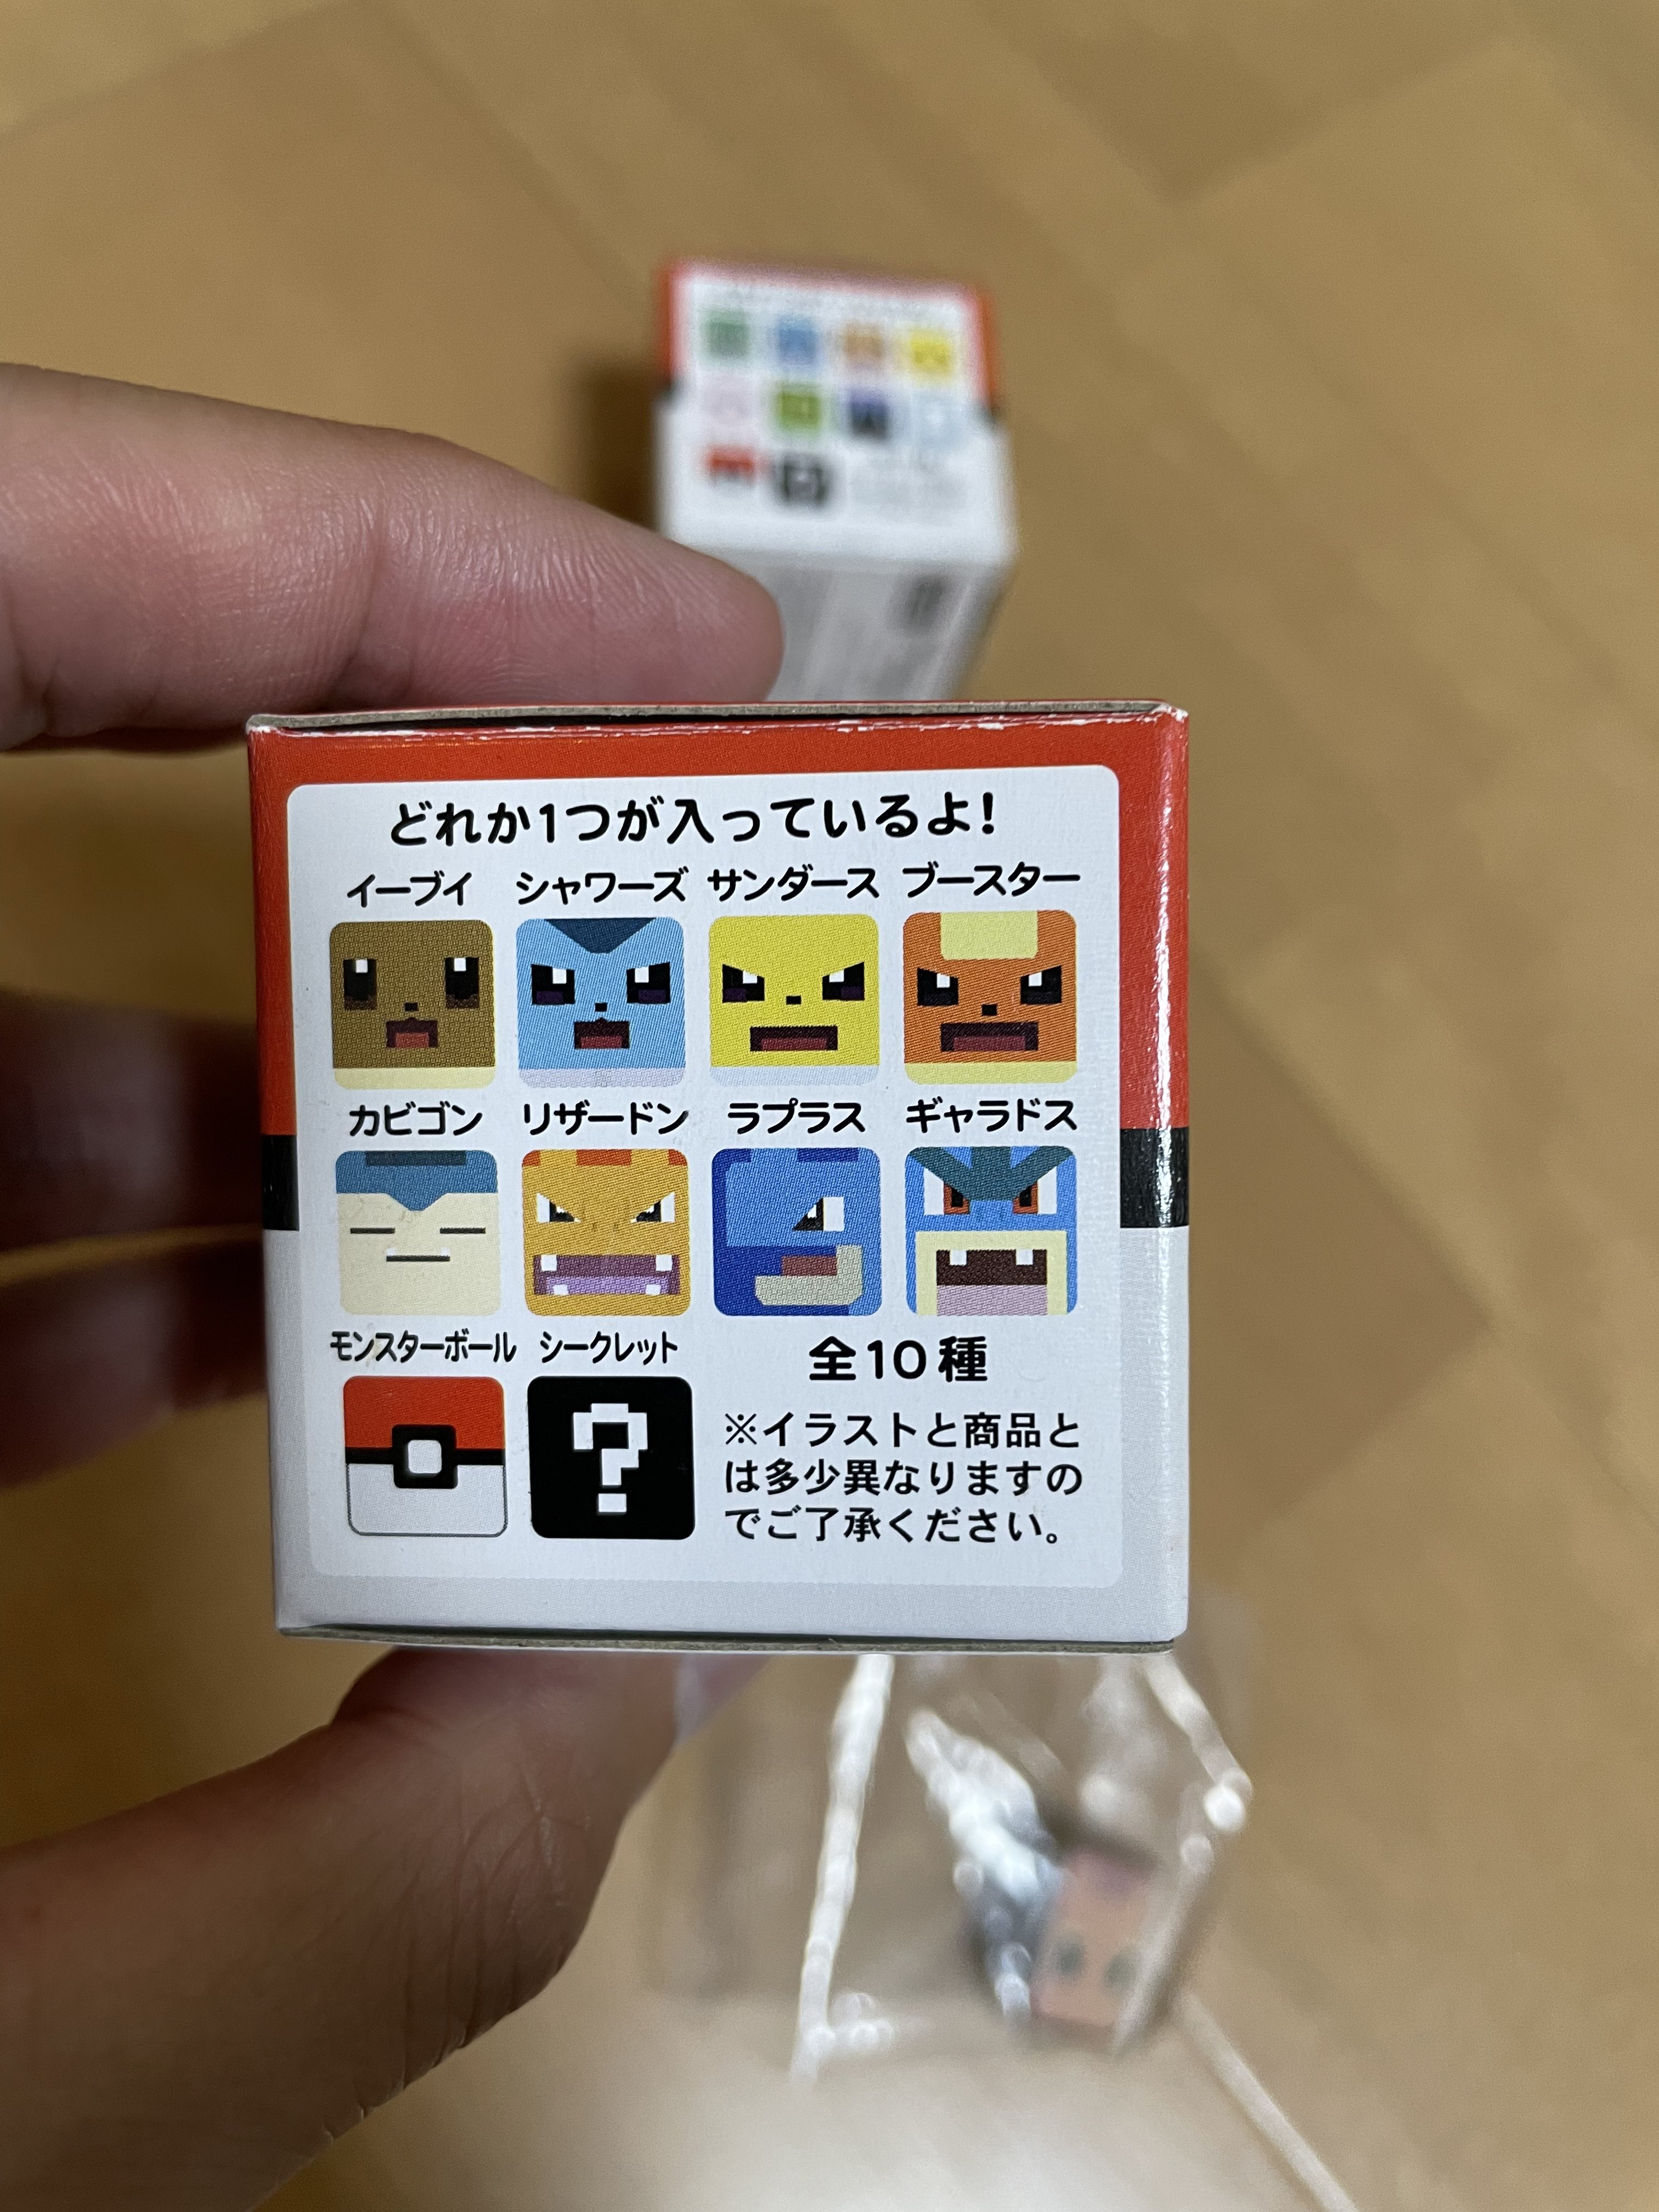 どれか1つが入っているよ!
イーブイ シャワーズ サンダース ブースター
カビゴン リザードン ラプラス ギャラドス
モンスターボール シークレット 全10種
?
※イラストと商品と
は多少異なりますの
でご了承ください。